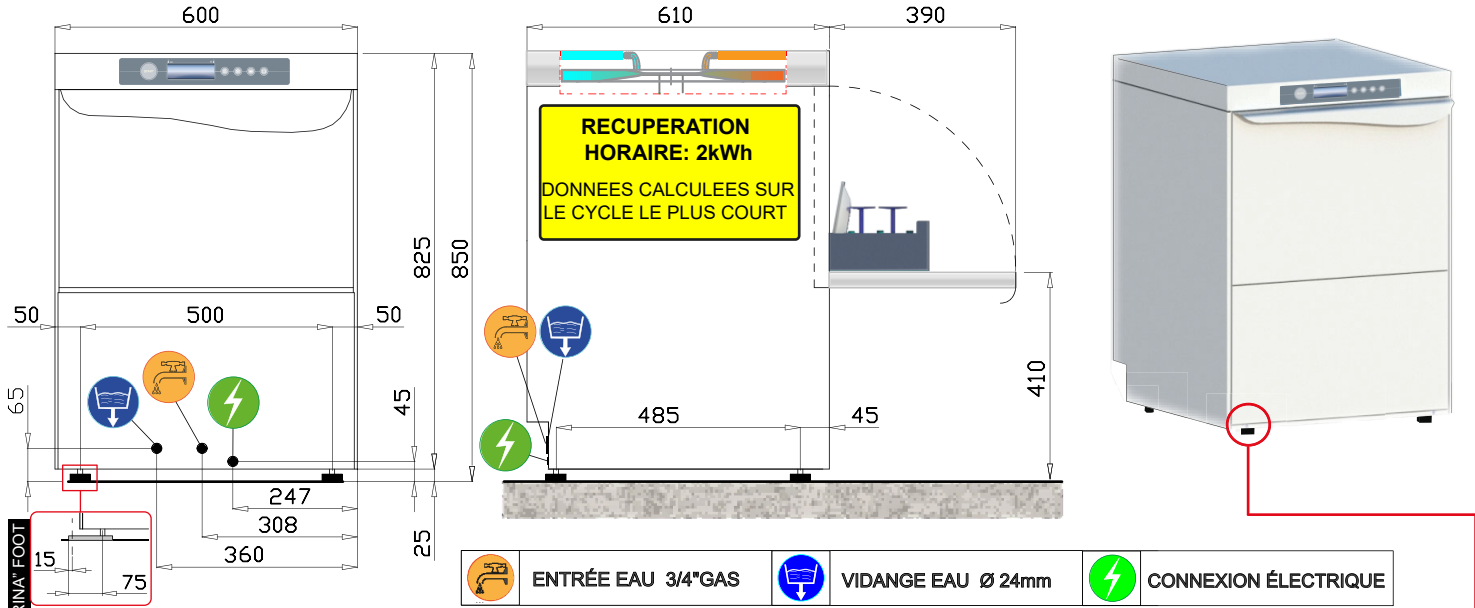 600
610
390
RECUPERATION
HORAIRE: 2kWh
DONNEES CALCULEES SUR
LE CYCLE LE PLUS COURT
825
850
50
500
50
410
65
45
485
45
247
308
360
25
FOOT
15
75
ENTRÉE EAU 3/4"GAS
VIDANGE EAU Ø 24mm
CONNEXION ÉLECTRIQUE